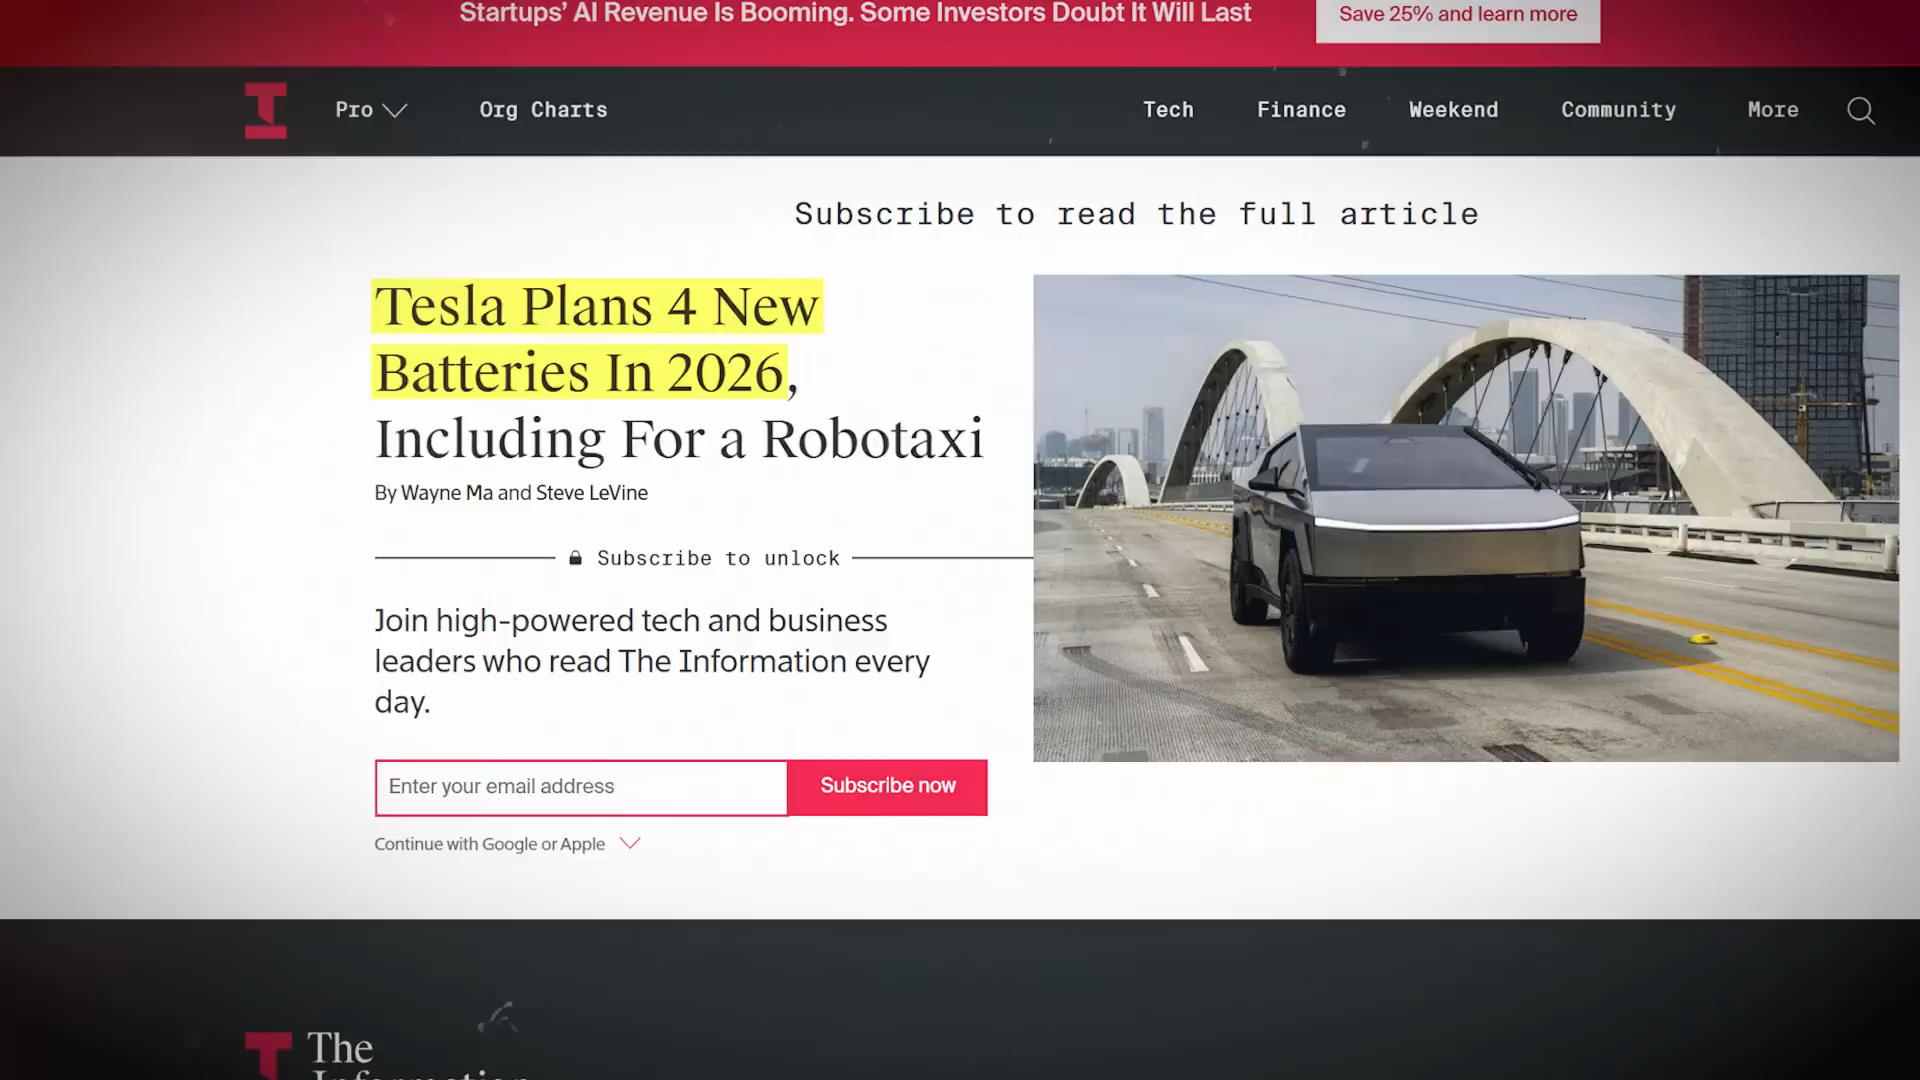 Startups’ AI Revenue Is Booming. Some Investors Doubt It Will Last
Save 25% and learn more
Pro
Org Charts
Tech
Finance
Weekend
Community
More
Subscribe to read the full article
Tesla Plans 4 New
Batteries In 2026,
Including For a Robotaxi
By Wayne Ma and Steve LeVine
Subscribe to unlock
Join high-powered tech and business
leaders who read The Information every
day.
Enter your email address
Subscribe now
Continue with Google or Apple
The
Information